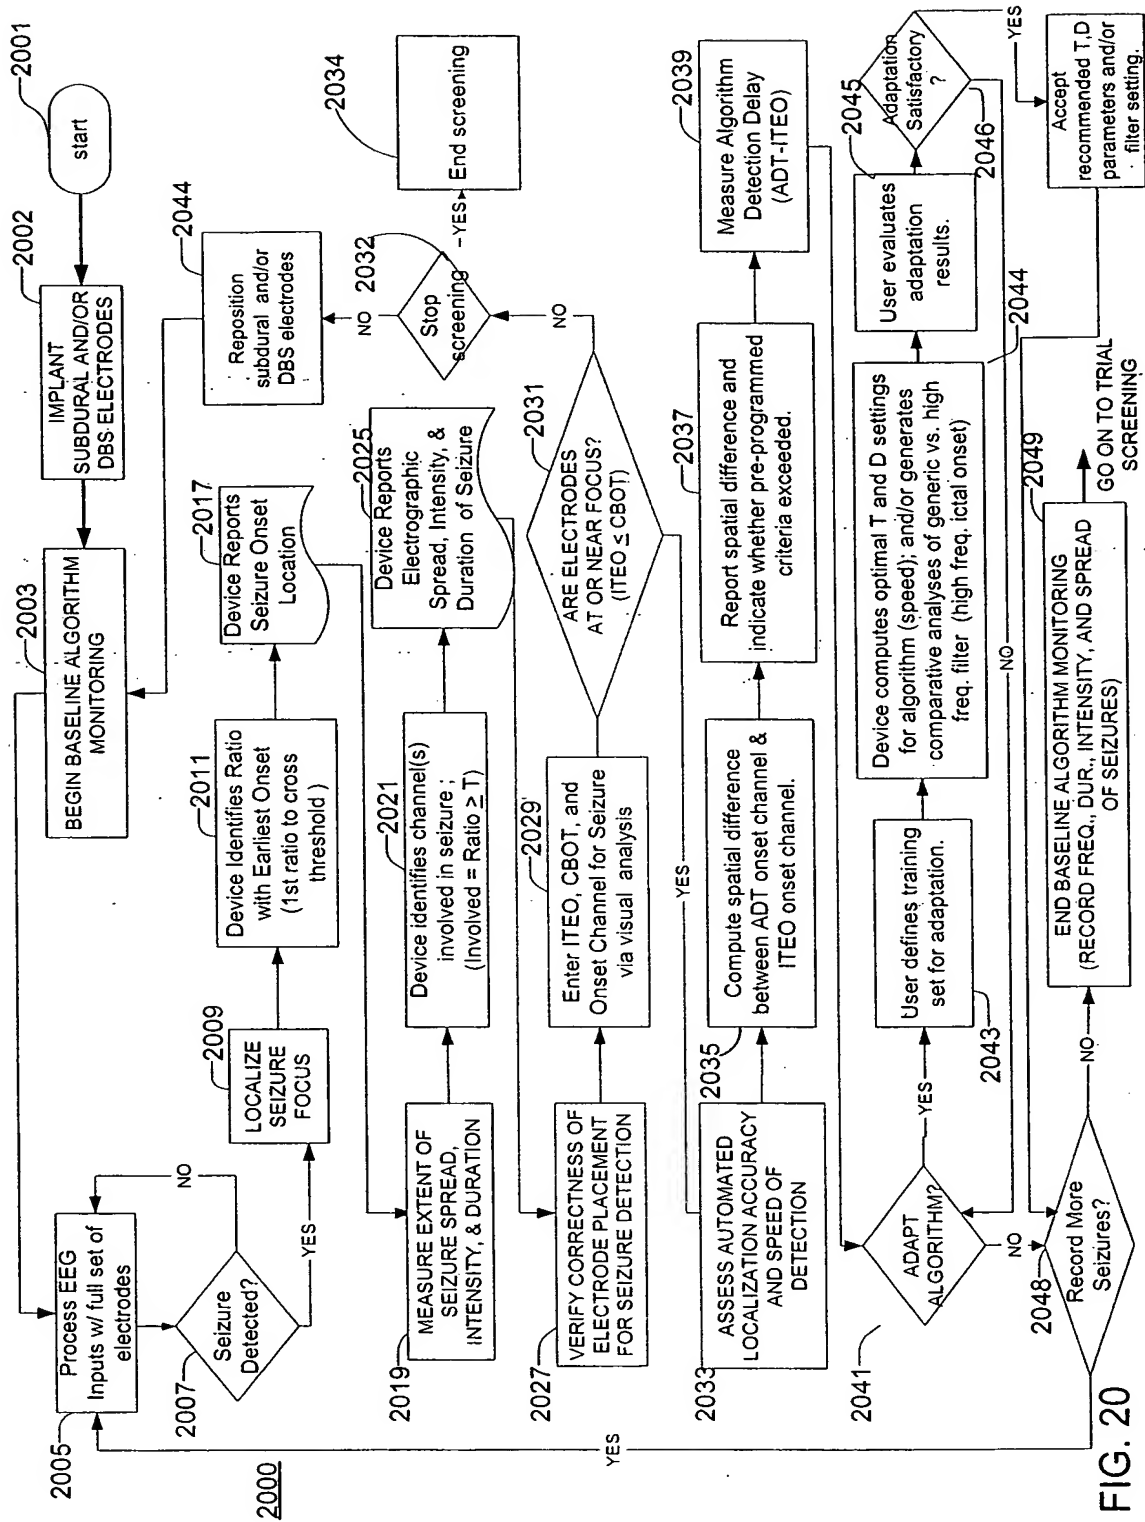 2001
start
2002
IMPLANT
SUBDURAL AND/OR
DBS ELECTRODES
2003
BEGIN BASELINE ALGORITHM
MONITORING
2005
Process EEG
Inputs w/ full set of
electrodes
2007
Seizure
Detected?
NO
YES
2000
2009
LOCALIZE
SEIZURE
FOCUS
2011
Device Identifies Ratio
with Earliest Onset
(1st ratio to cross
threshold )
2017
Device Reports
Seizure Onset
Location
2044
Reposition
subdural and/or
DBS electrodes
2034
End screening
2032
Stop
screening
YES
NO
NO
2019
MEASURE EXTENT OF
SEIZURE SPREAD,
INTENSITY, & DURATION
2021
Device identifies channel(s)
involved in seizure ;
(Involved = Ratio ≥ T)
2025
Device Reports
Electrographic
Spread, Intensity, &
Duration of Seizure
2027
VERIFY CORRECTNESS OF
ELECTRODE PLACEMENT
FOR SEIZURE DETECTION
2029
Enter ITEO, CBOT, and
Onset Channel for Seizure
via visual analysis
2031
ARE ELECTRODES
AT OR NEAR FOCUS?
(ITEO ≤ CBOT)
YES
2033
ASSESS AUTOMATED
LOCALIZATION ACCURACY
AND SPEED OF
DETECTION
2035
Compute spatial difference
between ADT onset channel &
ITEO onset channel.
2037
Report spatial difference and
indicate whether pre-programmed
criteria exceeded.
2039
Measure Algorithm
Detection Delay
(ADT-ITEO)
2041
ADAPT
ALGORITHM?
YES
NO
2043
User defines training
set for adaptation.
2044
Device computes optimal T and D settings
for algorithm (speed); and/or generates
comparative analyses of generic vs. high
freq. filter (high freq. ictal onset)
2045
User evaluates
adaptation
results.
2046
Adaptation
Satisfactory
?
YES
NO
Accept
recommended T,D
parameters and/or
filter setting.
2048
Record More
Seizures?
YES
NO
2049
END BASELINE ALGORITHM MONITORING
(RECORD FREQ., DUR., INTENSITY, AND SPREAD
OF SEIZURES)
GO ON TO TRIAL
SCREENING
FIG. 20